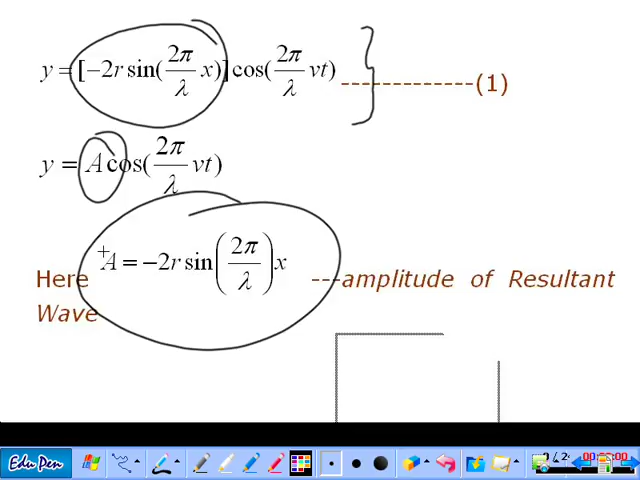 y = [−2r sin(2π/λ x)] cos(2π/λ vt) -------------(1)
y = A cos(2π/λ vt)
Here A = −2r sin(2π/λ)x ---amplitude of Resultant
Wave
Edu Pen